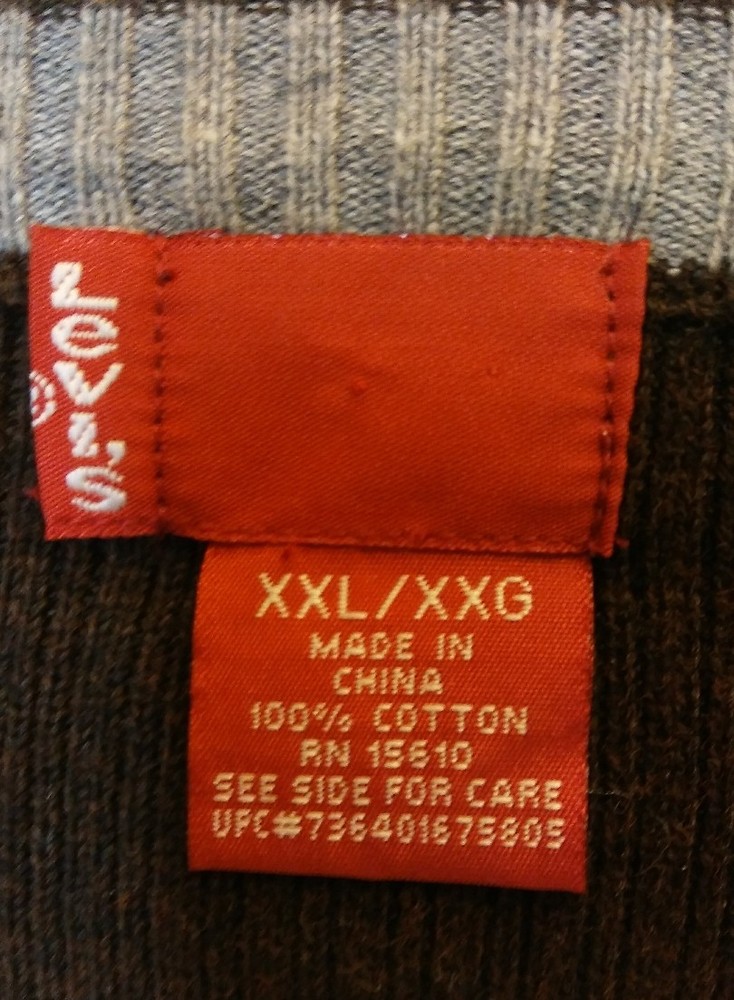 Levi's
®
XXL/XXG
MADE IN
CHINA
100% COTTON
RN 15610
SEE SIDE FOR CARE
UPC#736401675805